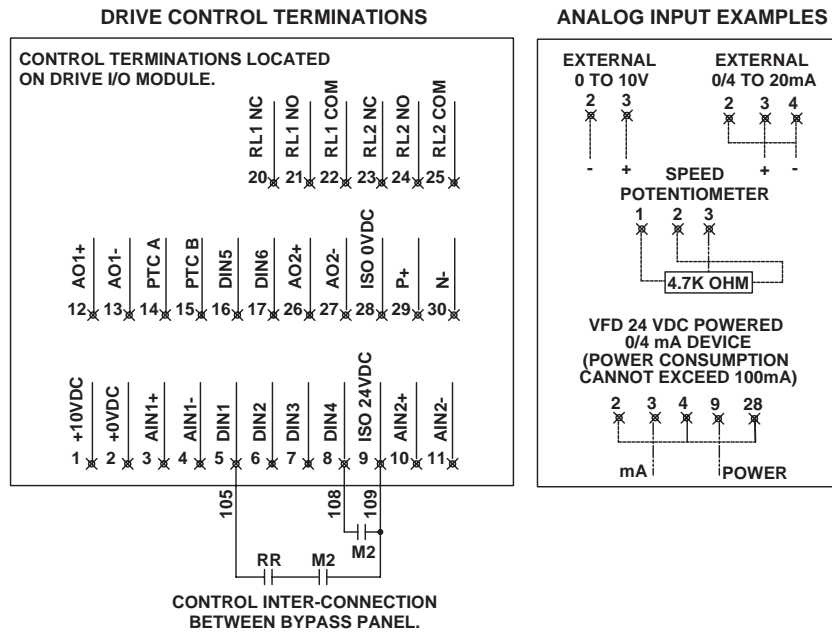 DRIVE CONTROL TERMINATIONS
CONTROL TERMINATIONS LOCATED
ON DRIVE I/O MODULE.
RL1 NC
RL1 NO
RL1 COM
RL2 NC
RL2 NO
RL2 COM
20 21 22 23 24 25
AO1+
AO1-
PTC A
PTC B
DIN5
DIN6
AO2+
AO2-
ISO 0VDC
P+
N-
12 13 14 15 16 17 26 27 28 29 30
+10VDC
+0VDC
AIN1+
AIN1-
DIN1
DIN2
DIN3
DIN4
ISO 24VDC
AIN2+
AIN2-
1 2 3 4 5 6 7 8 9 10 11
105
108
109
M2
RR M2
CONTROL INTER-CONNECTION
BETWEEN BYPASS PANEL.
ANALOG INPUT EXAMPLES
EXTERNAL
0 TO 10V
2 3
- +
EXTERNAL
0/4 TO 20mA
2 3 4
+ -
SPEED
POTENTIOMETER
1 2 3
4.7K OHM
VFD 24 VDC POWERED
0/4 mA DEVICE
(POWER CONSUMPTION
CANNOT EXCEED 100mA)
2 3 4 9 28
mA POWER